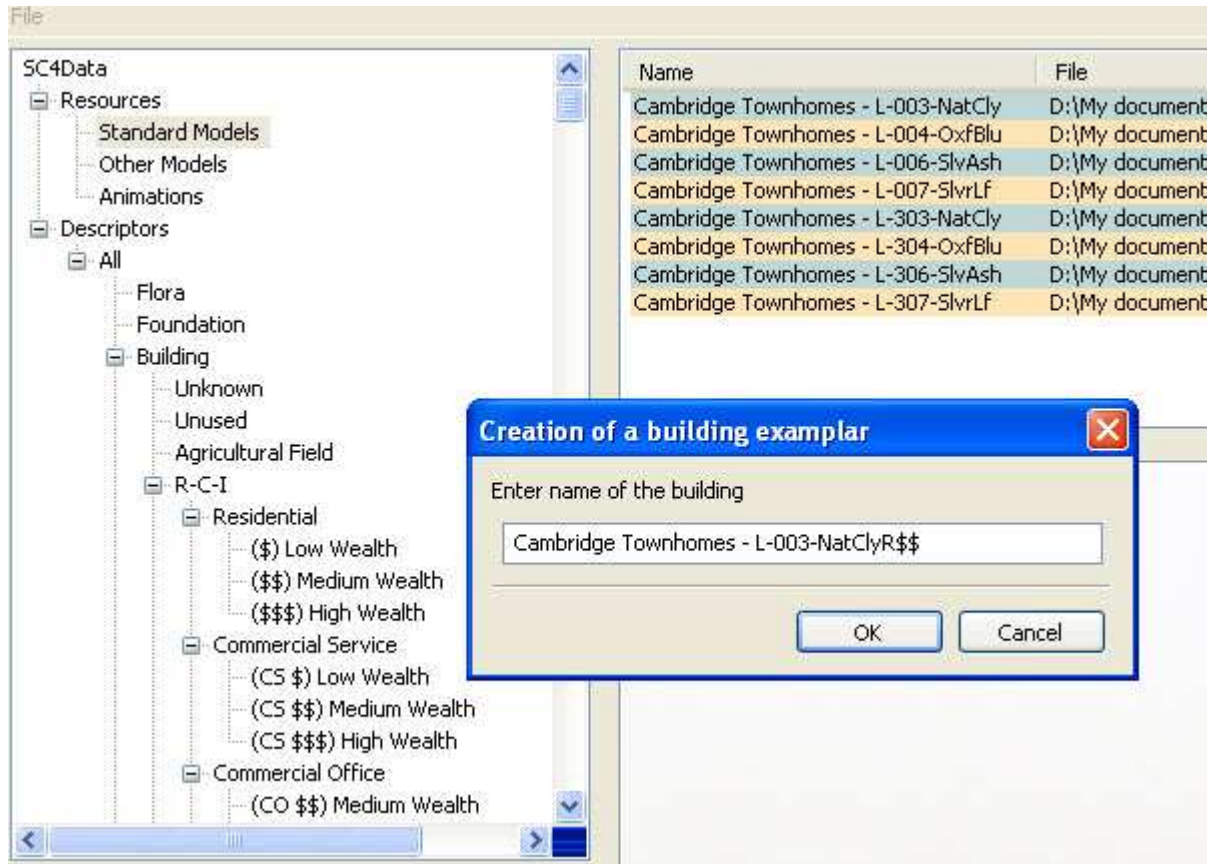 File
SC4Data
Resources
Standard Models
Other Models
Animations
Descriptors
All
Flora
Foundation
Building
Unknown
Unused
Agricultural Field
R-C-I
Residential
($) Low Wealth
($$) Medium Wealth
($$$) High Wealth
Commercial Service
(CS $) Low Wealth
(CS $$) Medium Wealth
(CS $$$) High Wealth
Commercial Office
(CO $$) Medium Wealth
Name File
Cambridge Townhomes - L-003-NatCly D:\My document
Cambridge Townhomes - L-004-OxfBlu D:\My document
Cambridge Townhomes - L-006-SlvAsh D:\My document
Cambridge Townhomes - L-007-SlvrLf D:\My document
Cambridge Townhomes - L-303-NatCly D:\My document
Cambridge Townhomes - L-304-OxfBlu D:\My document
Cambridge Townhomes - L-306-SlvAsh D:\My document
Cambridge Townhomes - L-307-SlvrLf D:\My document
Creation of a building examplar
Enter name of the building
Cambridge Townhomes - L-003-NatClyR$$
OK Cancel